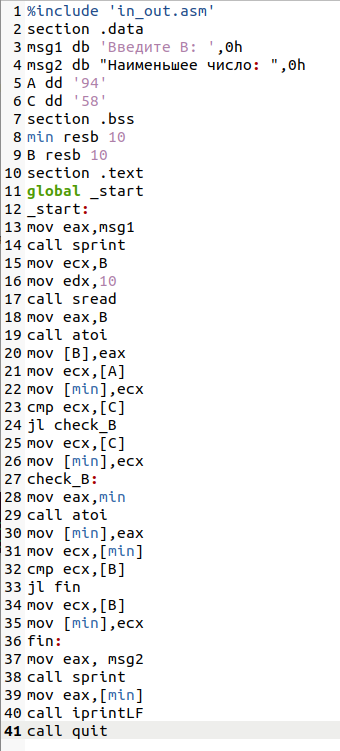 1 %include 'in_out.asm'
2 section .data
3 msg1 db 'Введите B: ',0h
4 msg2 db "Наименьшее число: ",0h
5 A dd '94'
6 C dd '58'
7 section .bss
8 min resb 10
9 B resb 10
10 section .text
11 global _start
12 _start:
13 mov eax,msg1
14 call sprint
15 mov ecx,B
16 mov edx,10
17 call sread
18 mov eax,B
19 call atoi
20 mov [B],eax
21 mov ecx,[A]
22 mov [min],ecx
23 cmp ecx,[C]
24 jl check_B
25 mov ecx,[C]
26 mov [min],ecx
27 check_B:
28 mov eax,min
29 call atoi
30 mov [min],eax
31 mov ecx,[min]
32 cmp ecx,[B]
33 jl fin
34 mov ecx,[B]
35 mov [min],ecx
36 fin:
37 mov eax, msg2
38 call sprint
39 mov eax,[min]
40 call iprintLF
41 call quit